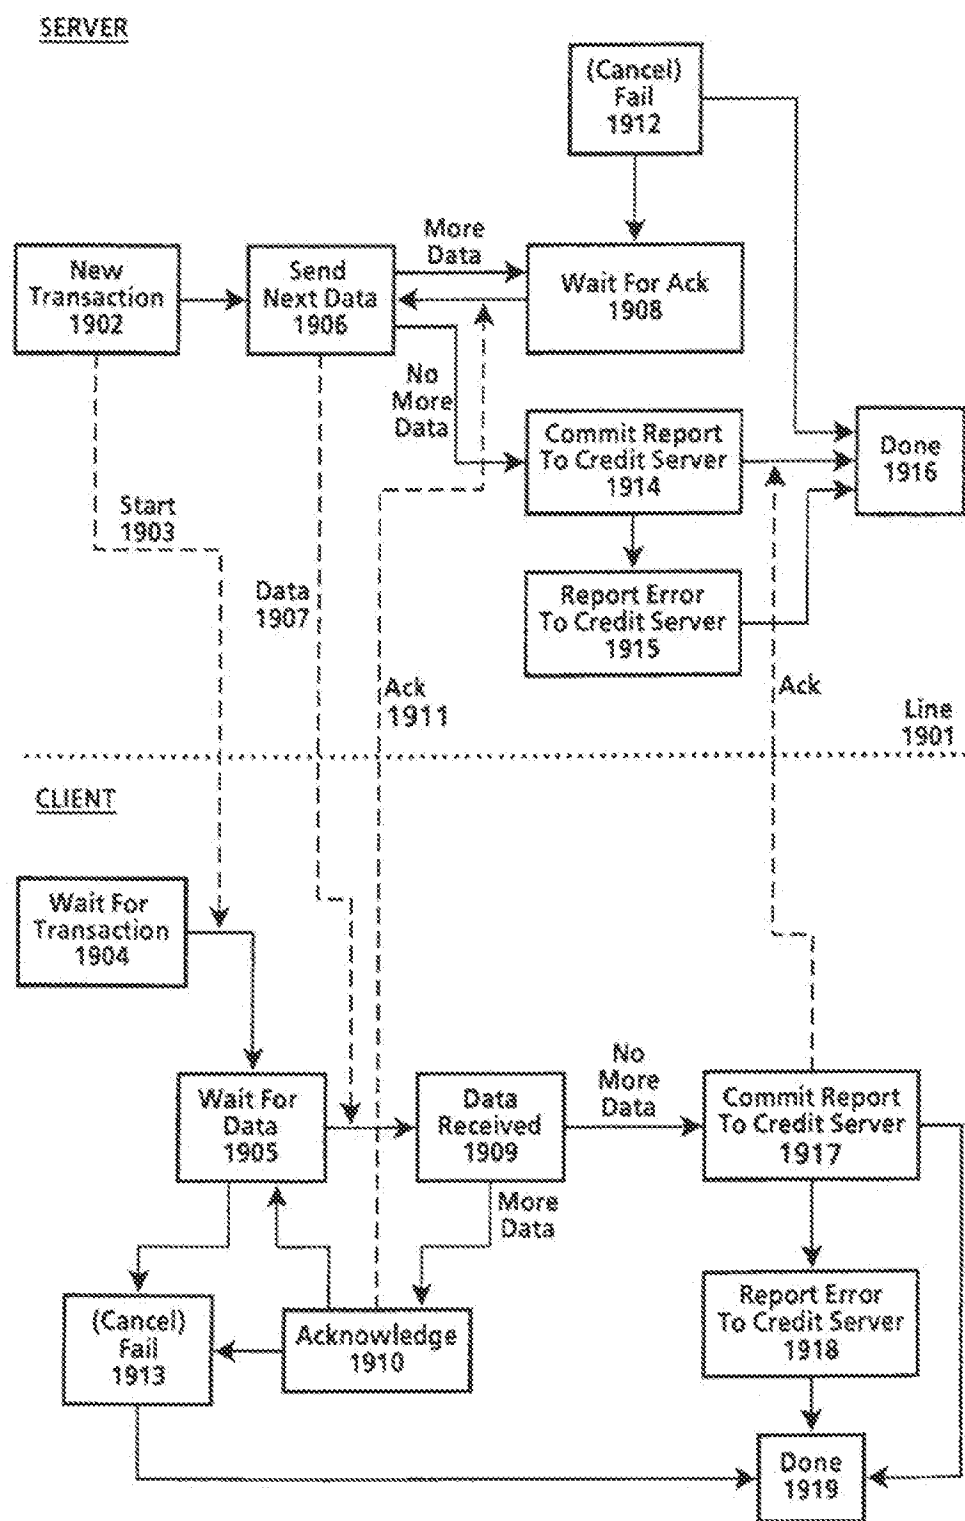 SERVER
(Cancel)
Fail
1912
More
Data
New
Transaction
1902
Send
Next Data
1906
Wait For Ack
1908
No
More
Data
Commit Report
To Credit Server
1914
Done
1916
Start
1903
Data
1907
Report Error
To Credit Server
1915
Ack
1911
Ack
Line
1901
CLIENT
Wait For
Transaction
1904
Wait For
Data
1905
Data
Received
1909
No
More
Data
Commit Report
To Credit Server
1917
More
Data
(Cancel)
Fail
1913
Acknowledge
1910
Report Error
To Credit Server
1918
Done
1919